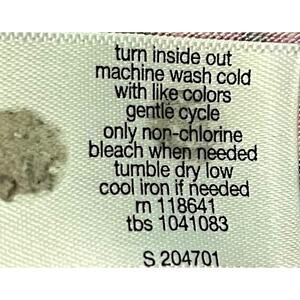 turn inside out
machine wash cold
with like colors
gentle cycle
only non-chlorine
bleach when needed
tumble dry low
cool iron if needed
rn 118641
tbs 1041083
S 204701